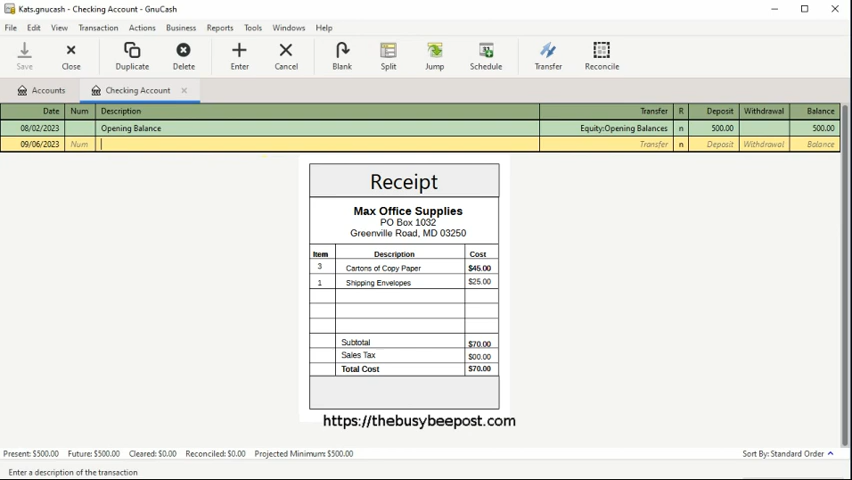 Kats.gnucash - Checking Account - GnuCash
File Edit View Transaction Actions Business Reports Tools Windows Help
Save Close Duplicate Delete Enter Cancel Blank Split Jump Schedule Transfer Reconcile
Accounts Checking Account
Date Num Description Transfer R Deposit Withdrawal Balance
08/02/2023 Opening Balance Equity:Opening Balances n 500.00 500.00
09/06/2023 Num Transfer n Deposit Withdrawal Balance
Receipt
Max Office Supplies
PO Box 1032
Greenville Road, MD 03250
Item Description Cost
3 Cartons of Copy Paper $45.00
1 Shipping Envelopes $25.00
Subtotal $70.00
Sales Tax $00.00
Total Cost $70.00
https://thebusybeepost.com
Present: $500.00 Future: $500.00 Cleared: $0.00 Reconciled: $0.00 Projected Minimum: $500.00 Sort By: Standard Order
Enter a description of the transaction